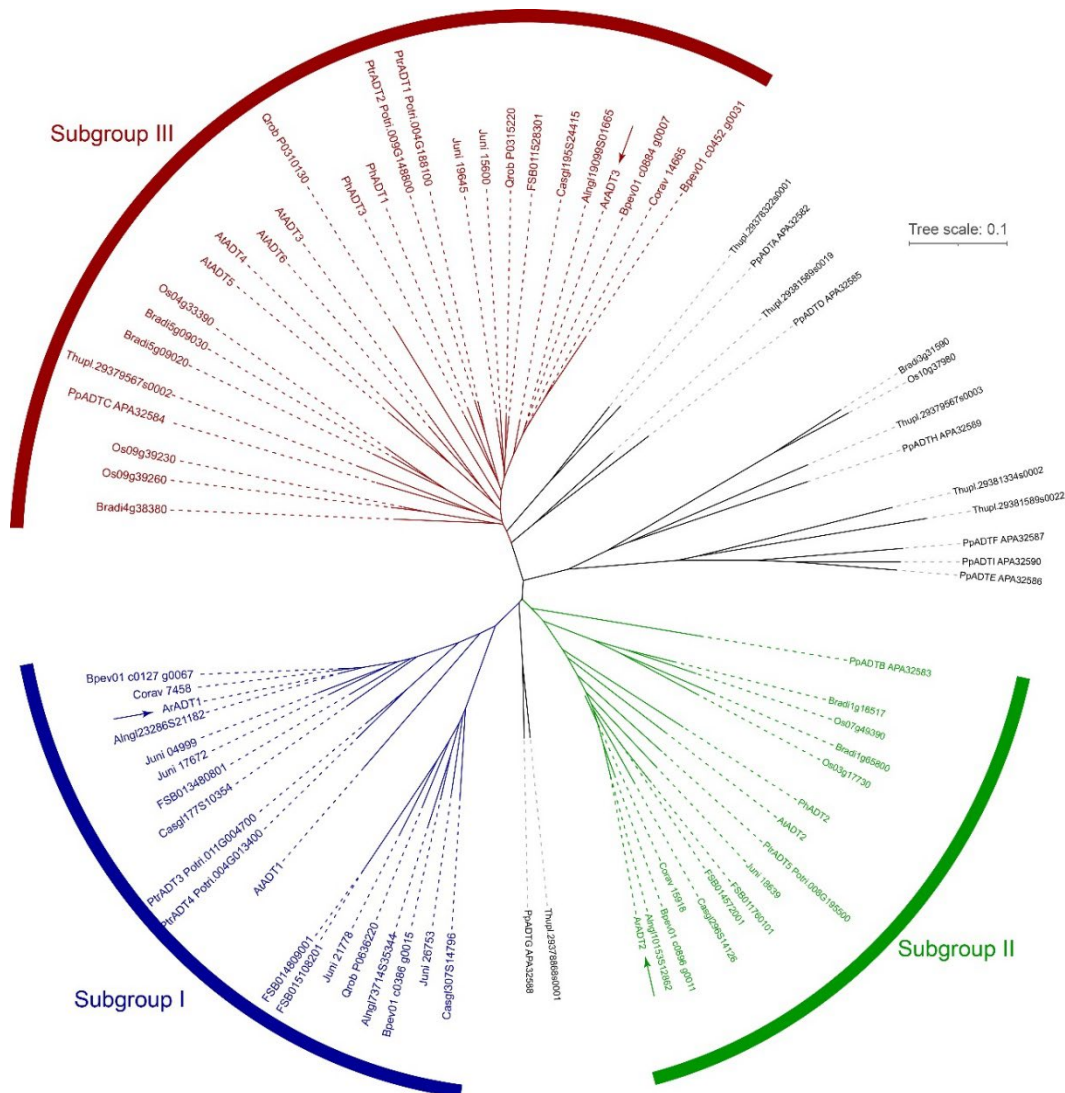 Subgroup III
Bradi4g38380
Os09g39260
Os09g39230
PpADTC APA32584
Thupl.29379567s0002
Bradi5g09020
Bradi5g09030
Os04g33390
AtADT5
AtADT4
AtADT6
AtADT3
Qrob P0310130
PhADT3
PhADT1
PtrADT2 Potri.009G148800
PtrADT1 Potri.004G188100
Juni 19645
Juni 15600
Qrob P0315220
FSB011528301
Casgl195S24415
Alngl19099S01665
ArADT3
Bpev01 c0884 g0007
Corav 14665
Bpev01 c0452 g0031
Thupl.29378322s0001
PpADTA APA32582
Thupl.29381589s0019
PpADTD APA32585
Tree scale: 0.1
Bradi3g31590
Os10g37980
Thupl.29379567s0003
PpADTH APA32589
Thupl.29381334s0002
Thupl.29381589s0022
PpADTF APA32587
PpADTI APA32590
PpADTE APA32586
PpADTB APA32583
Bradi1g16517
Os07g49390
Bradi1g65800
Os03g17730
PhADT2
AtADT2
PtrADT5 Potri.008G195500
Juni 18639
FSB011760101
FSB014572001
Casgl296S14126
Corav 15918
Bpev01 c0896 g0011
Alngl10153S12862
ArADT2
Subgroup II
Thupl.29378868s0001
PpADTG APA32588
Casgl307S14796
Juni 26753
Bpev01 c0386 g0015
Alngl73714S35344
Qrob P0636220
Juni 21778
FSB015108201
FSB014809001
AtADT1
PtrADT4 Potri.004G013400
PtrADT3 Potri.011G004700
Casgl177S10354
FSB013480801
Juni 17672
Juni 04999
Alngl23286S21182
ArADT1
Corav 7458
Bpev01 c0127 g0067
Subgroup I